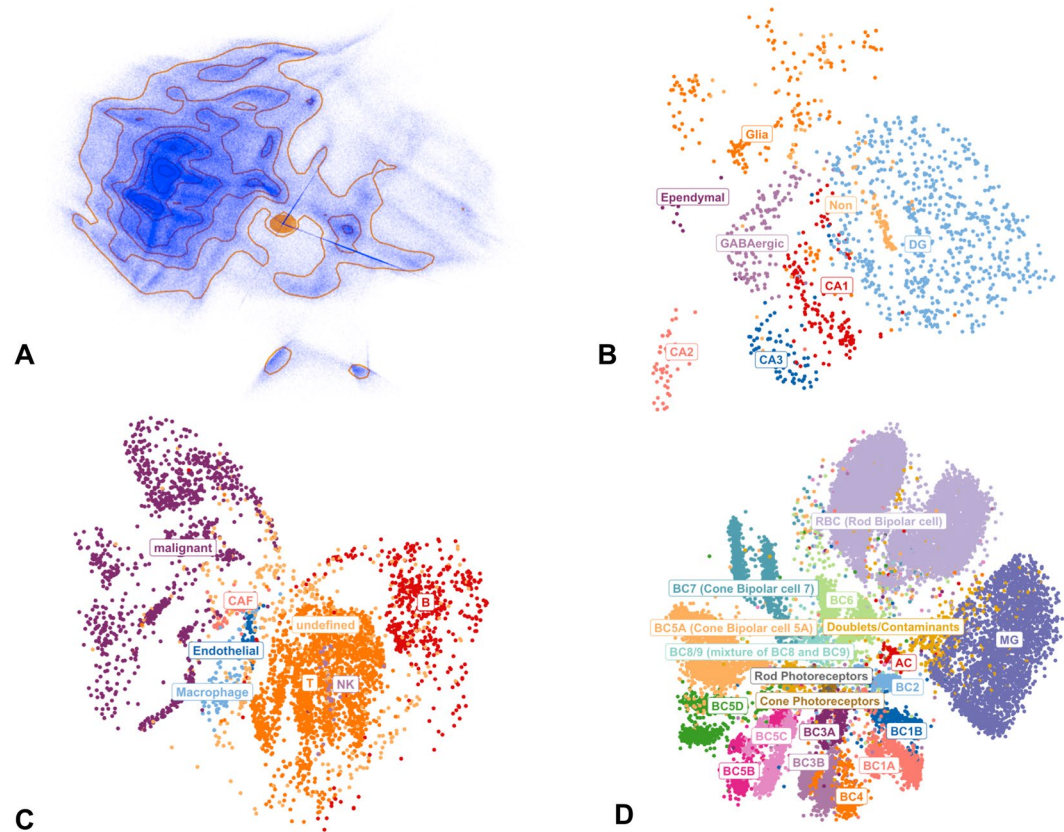 A
Glia
Ependymal
Non
GABAergic
DG
CA1
CA2
CA3
B
malignant
CAF
B
undefined
Endothelial
T
NK
Macrophage
C
RBC (Rod Bipolar cell)
BC7 (Cone Bipolar cell 7)
BC6
BC5A (Cone Bipolar cell 5A)
Doublets/Contaminants
MG
BC8/9 (mixture of BC8 and BC9)
AC
Rod Photoreceptors
BC2
Cone Photoreceptors
BC5D
BC5C
BC3A
BC1B
BC3B
BC1A
BC5B
BC4
D